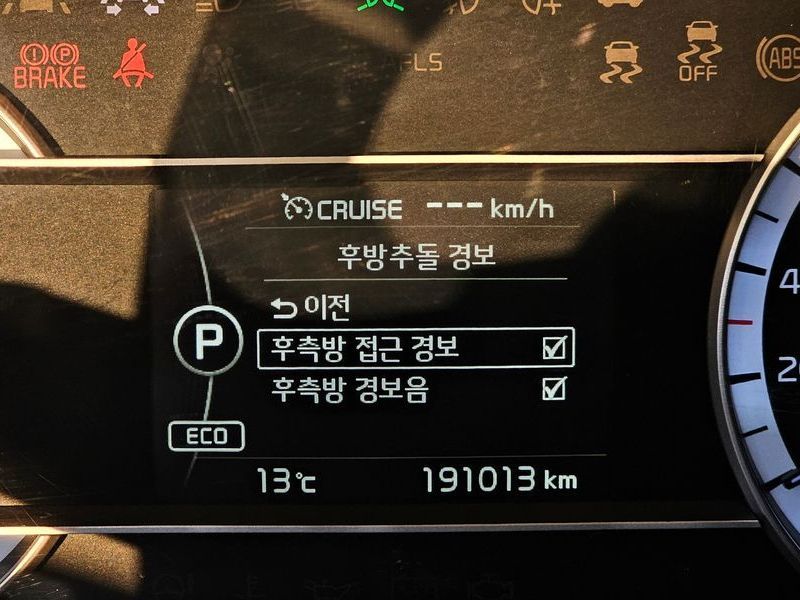 BRAKE
AFLS
OFF
ABS
CRUISE --- km/h
후방추돌 경보
이전
P
후측방 접근 경보
후측방 경보음
ECO
13℃ 191013 km